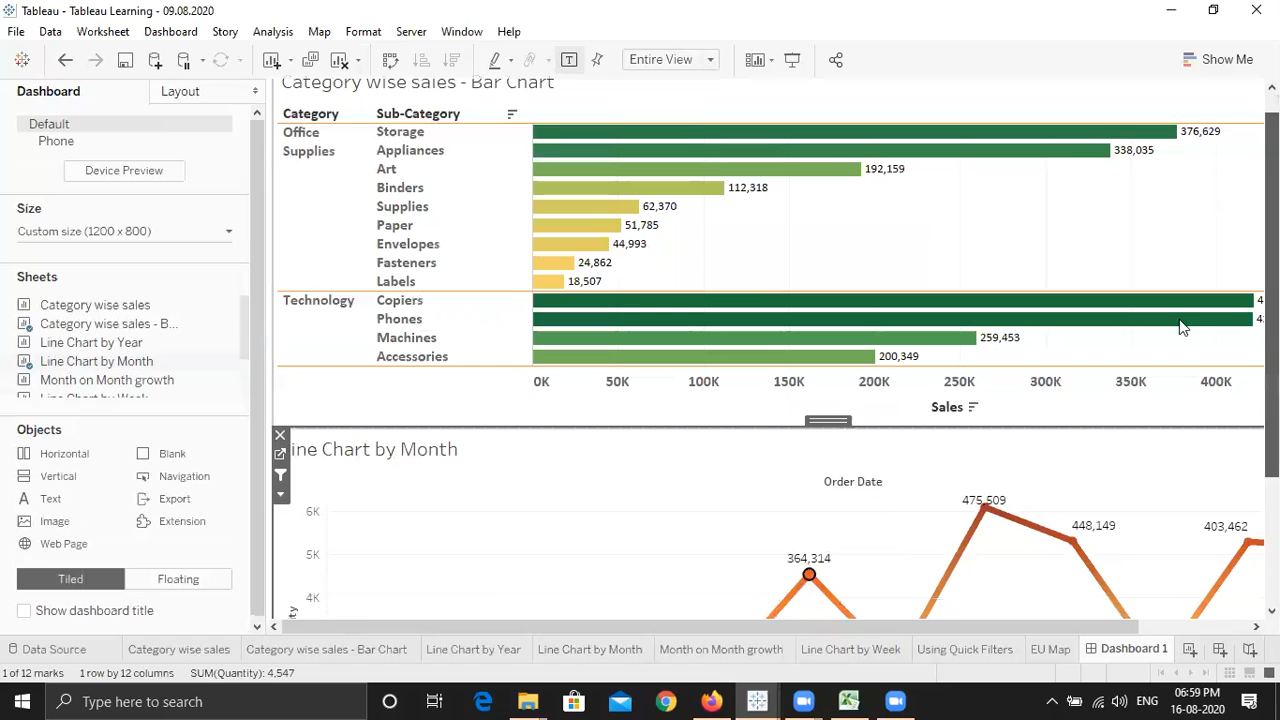 Tableau - Tableau Learning - 09.08.2020
File Data Worksheet Dashboard Story Analysis Map Format Server Window Help
Entire View
Show Me
Dashboard
Layout
Default
Phone
Device Preview
Size
Custom size (1200 x 800)
Sheets
Category wise sales
Category wise sales - B...
Line Chart by Year
Line Chart by Month
Month on Month growth
Objects
Horizontal Blank
Vertical Navigation
Text Export
Image Extension
Web Page
Tiled Floating
Show dashboard title
Category wise sales - Bar Chart
Category Sub-Category
Office Supplies
Storage 376,629
Appliances 338,035
Art 192,159
Binders 112,318
Supplies 62,370
Paper 51,785
Envelopes 44,993
Fasteners 24,862
Labels 18,507
Technology Copiers
Phones
Machines 259,453
Accessories 200,349
0K 50K 100K 150K 200K 250K 300K 350K 400K
Sales
Line Chart by Month
Order Date
6K
5K
4K
364,314
475,509
448,149
403,462
Data Source Category wise sales Category wise sales - Bar Chart Line Chart by Year Line Chart by Month Month on Month growth Line Chart by Week Using Quick Filters EU Map Dashboard 1
1 of 12 marks 1 row by 12 columns SUM(Quantity): 4,547
Type here to search
ENG
06:59 PM
16-08-2020